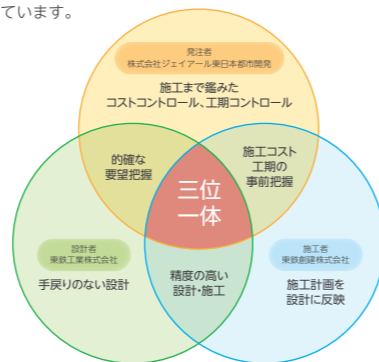 ています。
発注者
株式会社ジェイアール東日本都市開発
施工まで鑑みた
コストコントロール、工期コントロール
的確な
要望把握
施工コスト
工期の
事前把握
三位
一体
設計者
東鉄工業株式会社
手戻りのない設計
精度の高い
設計・施工
施工者
東鉄創建株式会社
施工計画を
設計に反映